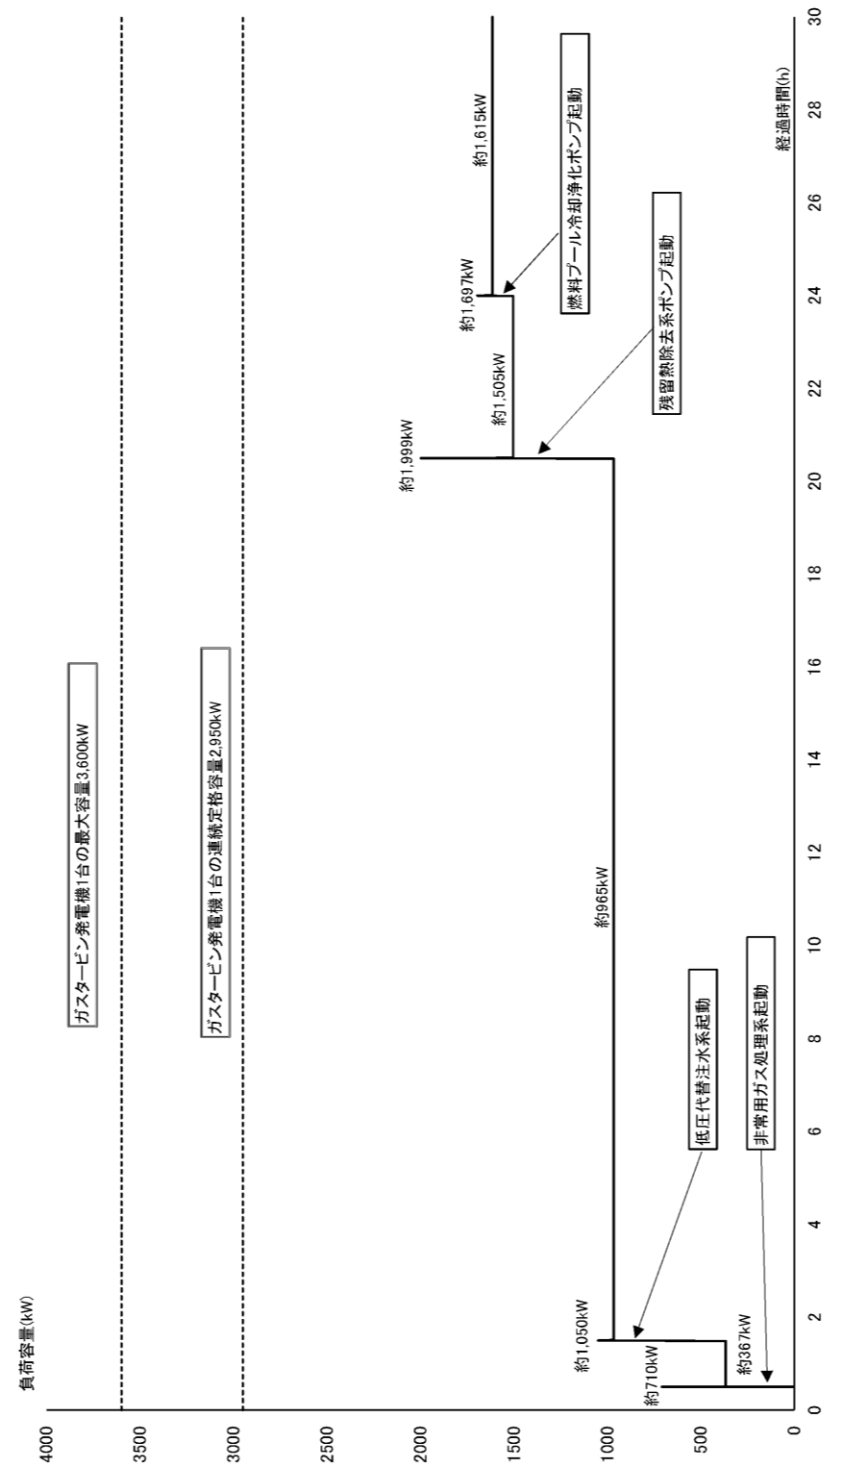 負荷容量(kW)
4000
3500
3000
2500
2000
1500
1000
500
0
ガスタービン発電機1台の最大容量3,600kW
ガスタービン発電機1台の連続定格容量2,950kW
約710kW
約367kW
約1,050kW
約965kW
約1,999kW
約1,505kW
約1,697kW
約1,615kW
非常用ガス処理系起動
低圧代替注水系起動
残留熱除去系ポンプ起動
燃料プール冷却浄化ポンプ起動
0
2
4
6
8
10
12
14
16
18
20
22
24
26
28
30
経過時間(h)